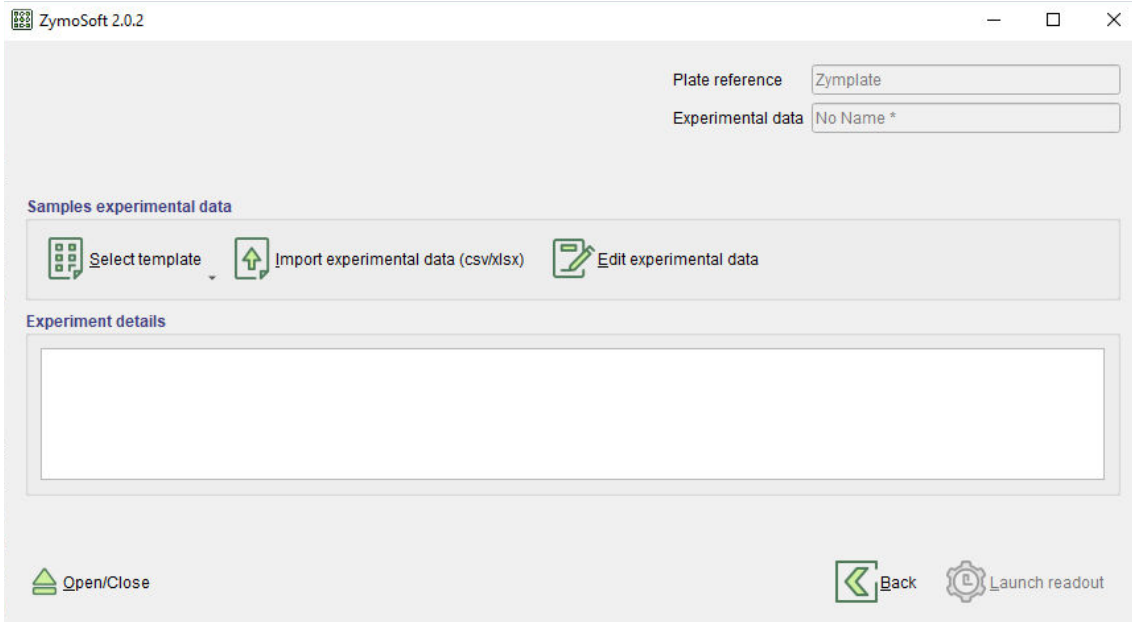 ZymoSoft 2.0.2
Plate reference Zymplate
Experimental data No Name *
Samples experimental data
Select template Import experimental data (csv/xlsx) Edit experimental data
Experiment details
Open/Close Back Launch readout